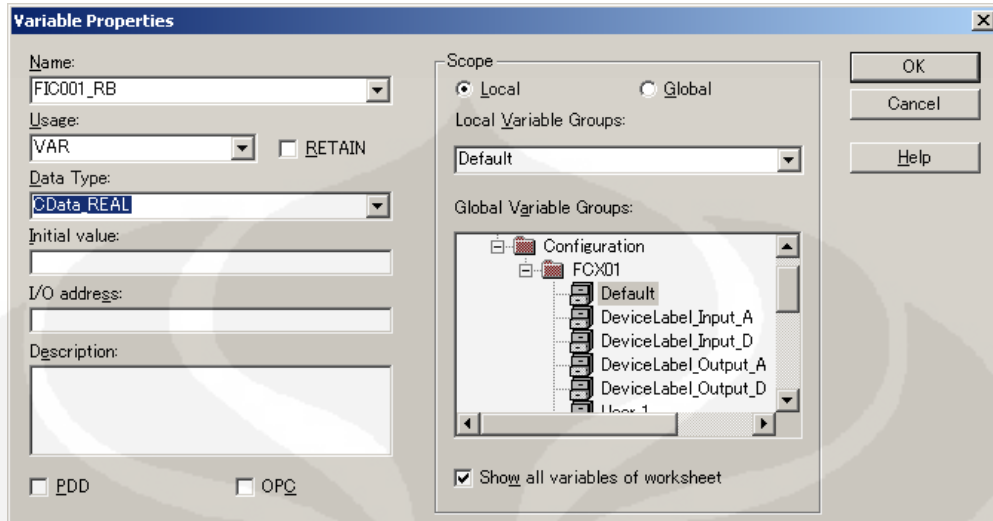 Variable Properties
Name:
FIC001_RB
Usage:
VAR
RETAIN
Data Type:
CData_REAL
Initial value:
I/O address:
Description:
PDD
OPC
Scope
Local
Global
Local Variable Groups:
Default
Global Variable Groups:
Configuration
FCX01
Default
DeviceLabel_Input_A
DeviceLabel_Input_D
DeviceLabel_Output_A
DeviceLabel_Output_D
User 1
Show all variables of worksheet
OK
Cancel
Help